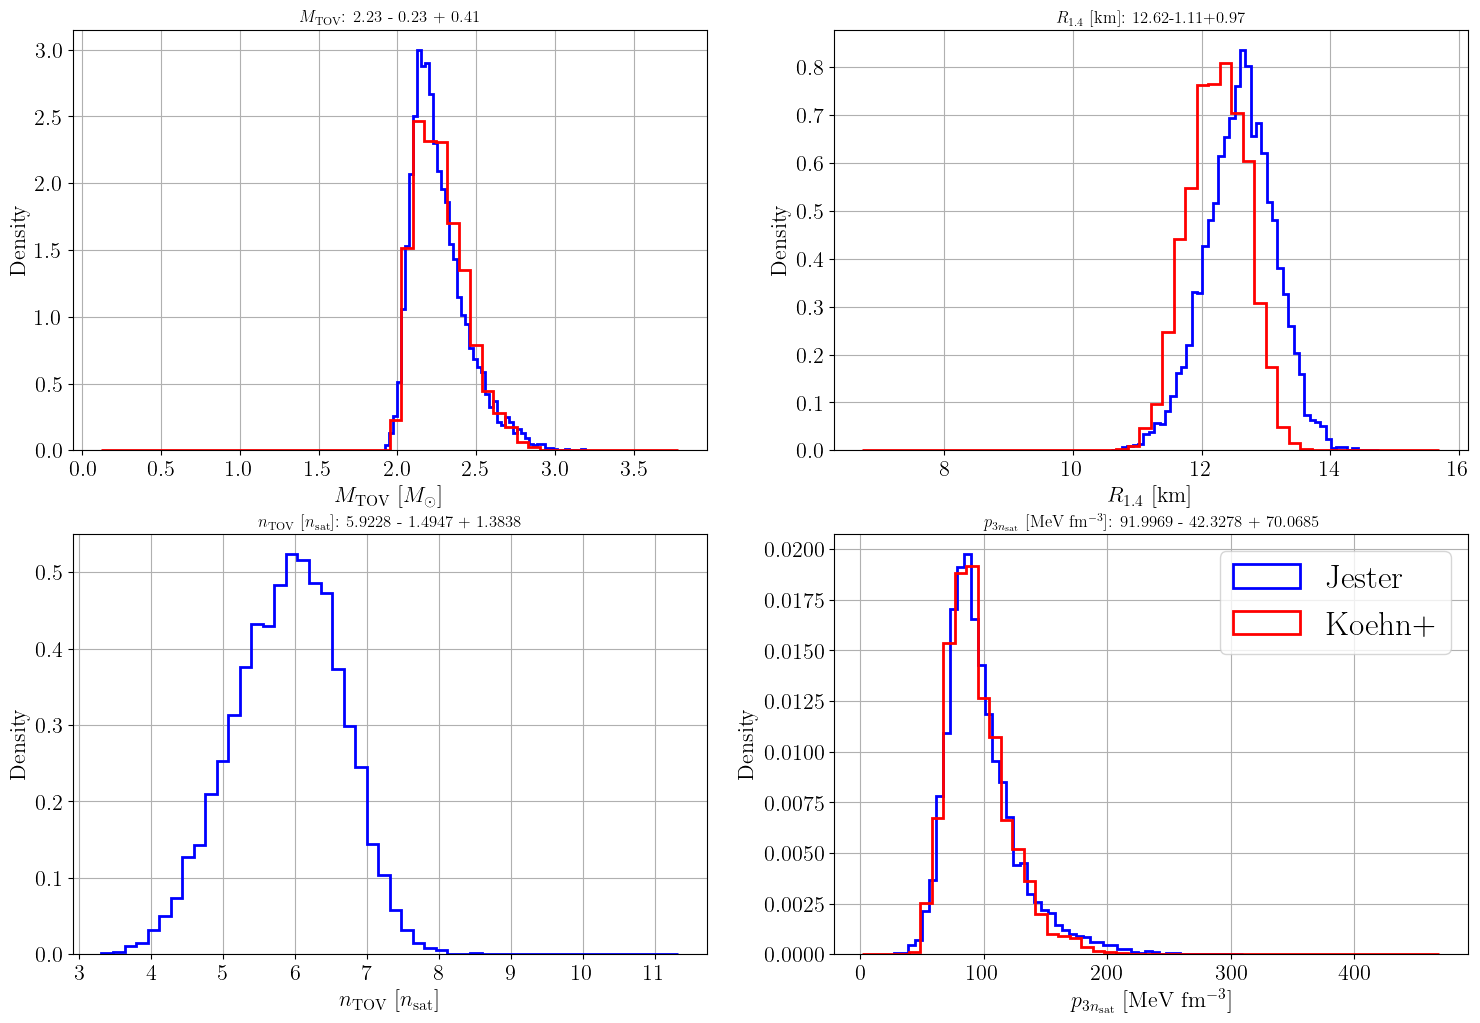 M_TOV: 2.23 - 0.23 + 0.41
3.0
2.5
2.0
1.5
1.0
0.5
0.0
Density
0.0 0.5 1.0 1.5 2.0 2.5 3.0 3.5
M_TOV [M_⊙]
R_1.4 [km]: 12.62-1.11+0.97
0.8
0.7
0.6
0.5
0.4
0.3
0.2
0.1
0.0
Density
8 10 12 14 16
R_1.4 [km]
n_TOV [n_sat]: 5.9228 - 1.4947 + 1.3838
0.5
0.4
0.3
0.2
0.1
0.0
Density
3 4 5 6 7 8 9 10 11
n_TOV [n_sat]
p_3n_sat [MeV fm⁻³]: 91.9969 - 42.3278 + 70.0685
0.0200
0.0175
0.0150
0.0125
0.0100
0.0075
0.0050
0.0025
0.0000
Density
Jester
Koehn+
0 100 200 300 400
p_3n_sat [MeV fm⁻³]